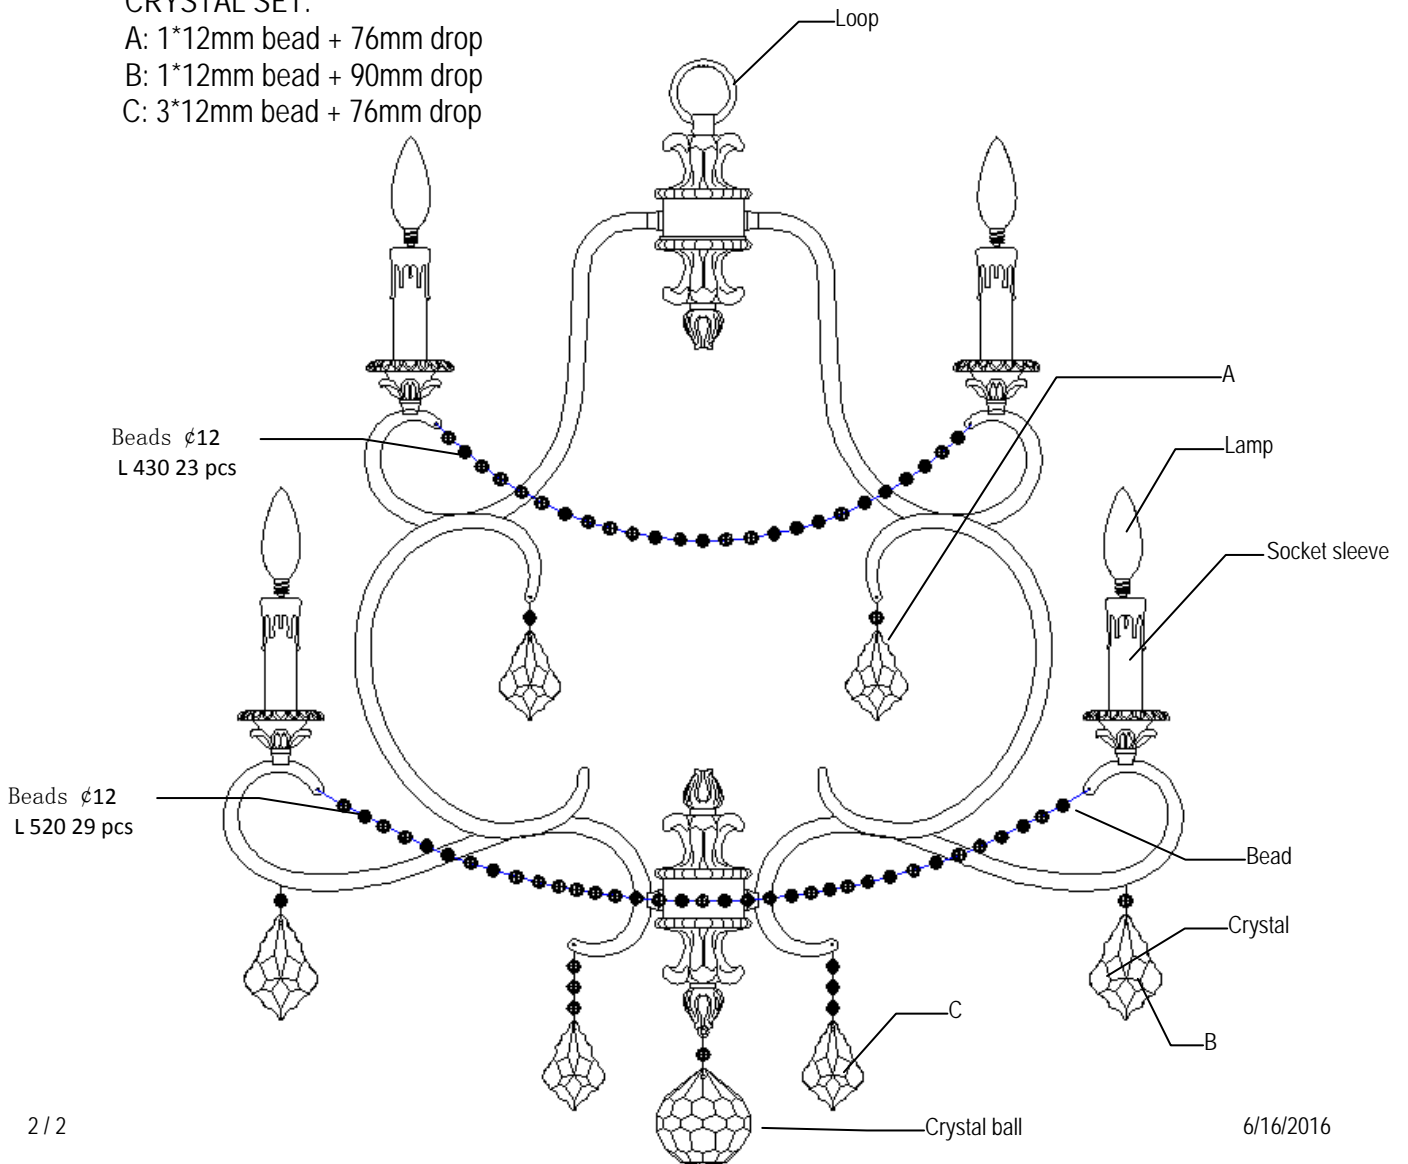 CRYSTAL SET:
A: 1*12mm bead + 76mm drop
B: 1*12mm bead + 90mm drop
C: 3*12mm bead + 76mm drop
Loop
A
Beads ¢12
L 430 23 pcs
Lamp
Socket sleeve
Beads ¢12
L 520 29 pcs
Bead
Crystal
C
B
Crystal ball
2 / 2
6/16/2016